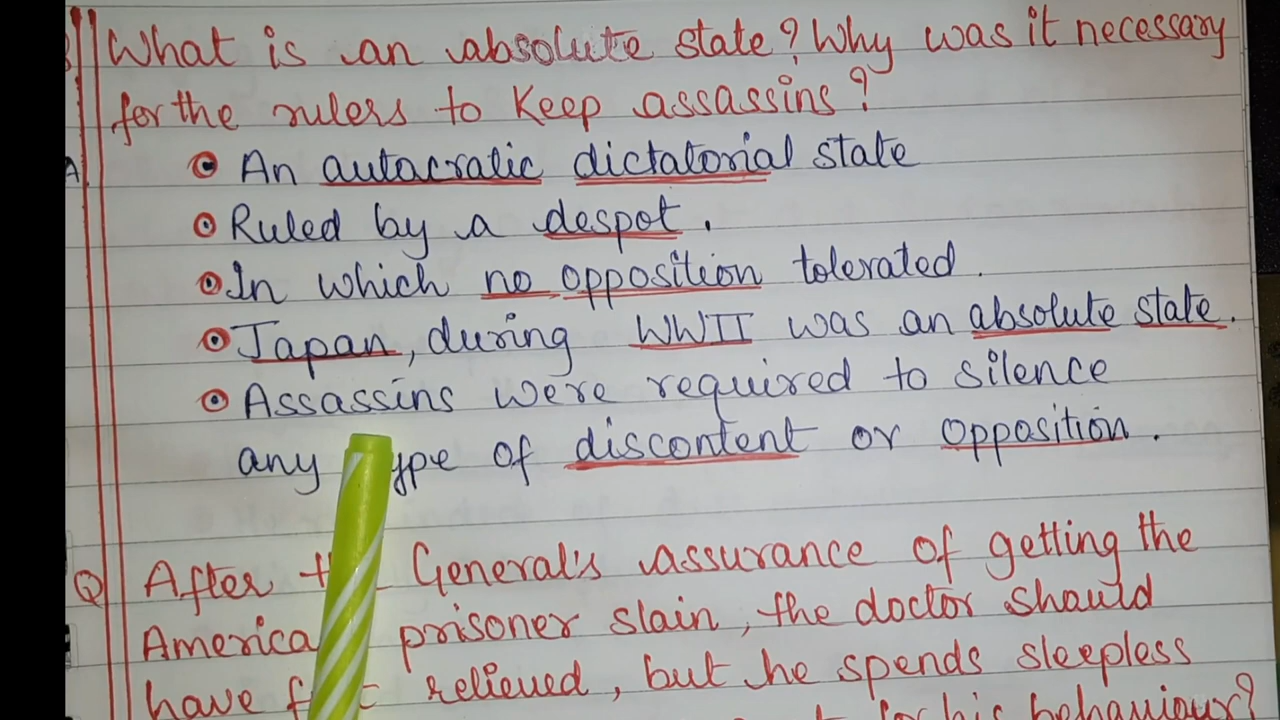 What is an absolute state? Why was it necessary
for the rulers to Keep assassins?
A
An autacratic dictatorial state
Ruled by a despot.
In which no opposition tolerated.
Japan, during WWII was an absolute state.
Assassins were required to silence
any of discontent or opposition.
Q After General's assurance of getting the
prisoner slain, the doctor should
have relieved, but he spends sleepless
for his behaviour?